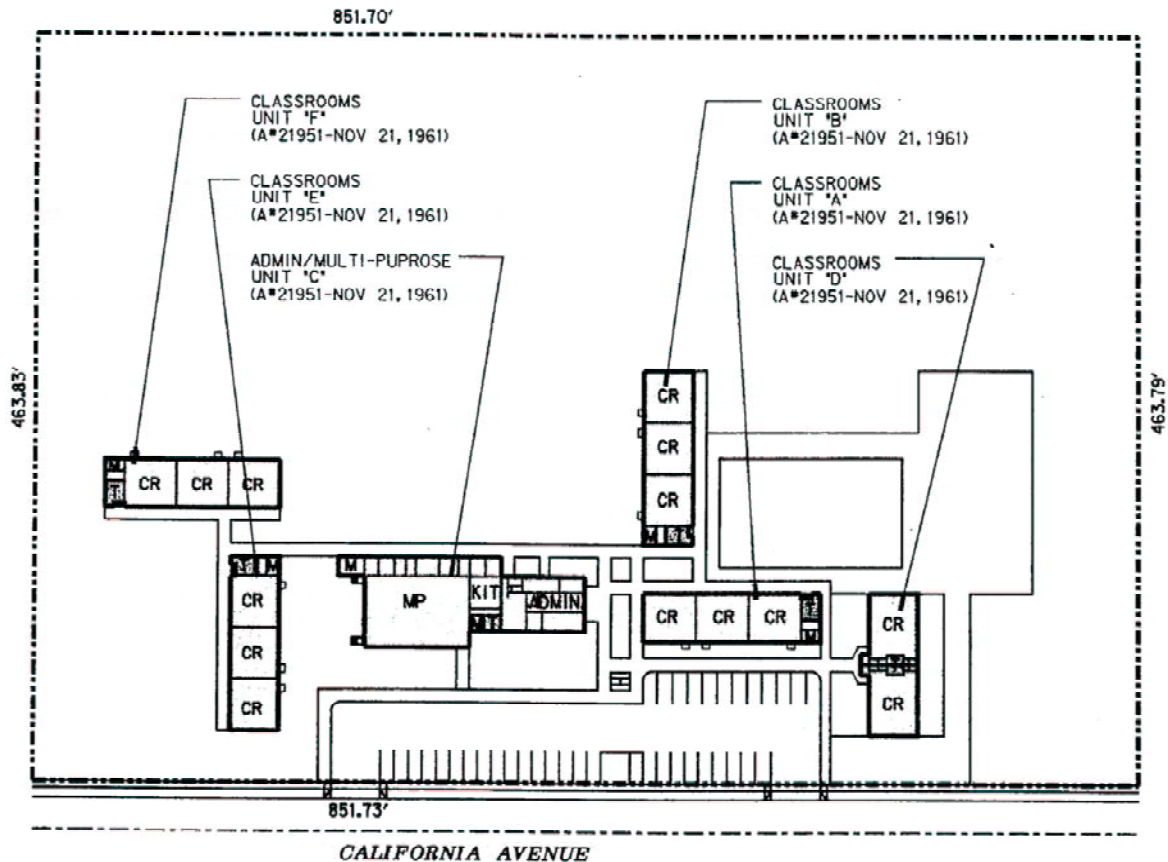 851.70'
CLASSROOMS
UNIT "F"
(A#21951-NOV 21, 1961)
CLASSROOMS
UNIT "E"
(A#21951-NOV 21, 1961)
ADMIN/MULTI-PUPROSE
UNIT "C"
(A#21951-NOV 21, 1961)
CLASSROOMS
UNIT "B"
(A#21951-NOV 21, 1961)
CLASSROOMS
UNIT "A"
(A#21951-NOV 21, 1961)
CLASSROOMS
UNIT "D"
(A#21951-NOV 21, 1961)
463.83'
463.79'
CR
CR
CR
M T
M
T
CR CR CR
T M
CR
CR
CR
M
MP
KIT
M T
ADMIN
CR CR CR
T
M
CR
T
CR
851.73'
CALIFORNIA AVENUE